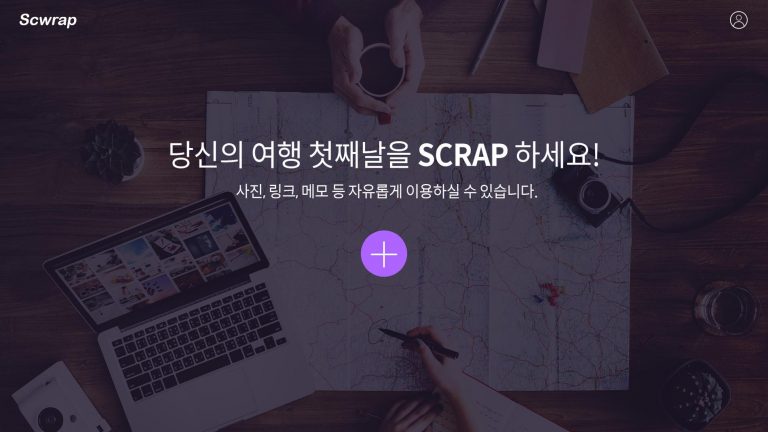 Scwrap
당신의 여행 첫째날을 SCRAP 하세요!
사진, 링크, 메모 등 자유롭게 이용하실 수 있습니다.